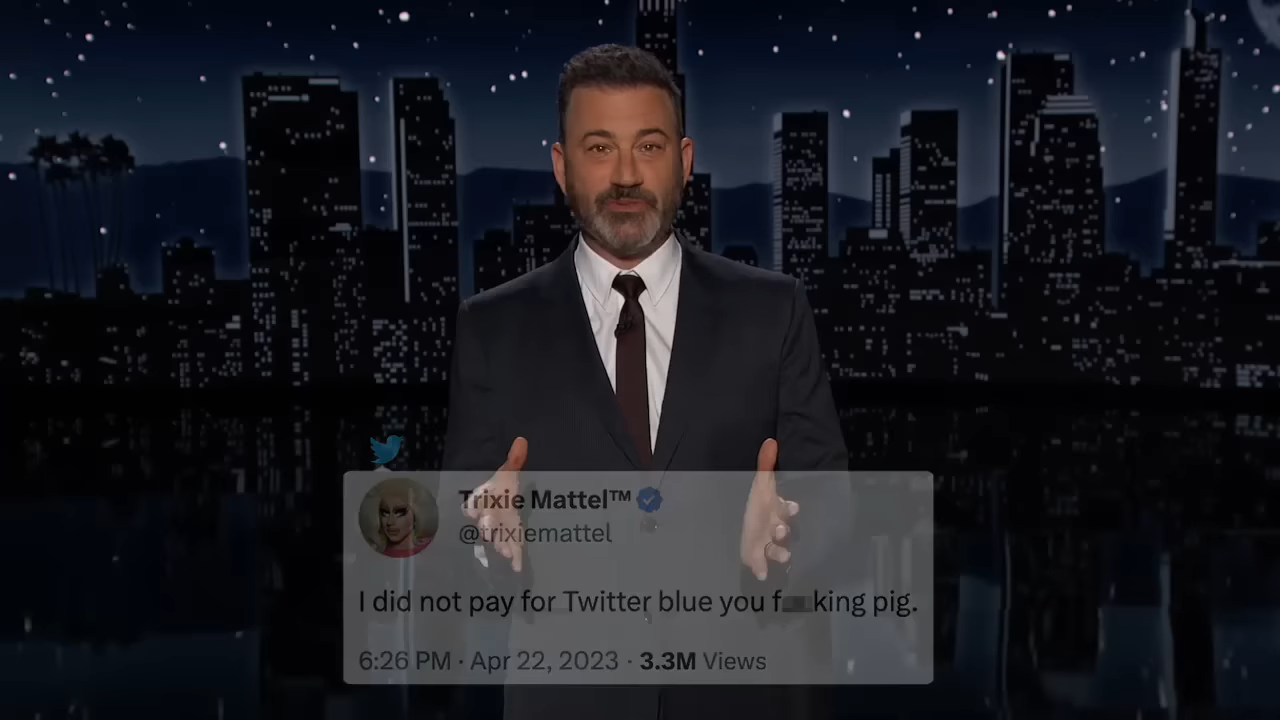 Trixie Mattel™
@trixiemattel
I did not pay for Twitter blue you f__king pig.
6:26 PM · Apr 22, 2023 · 3.3M Views